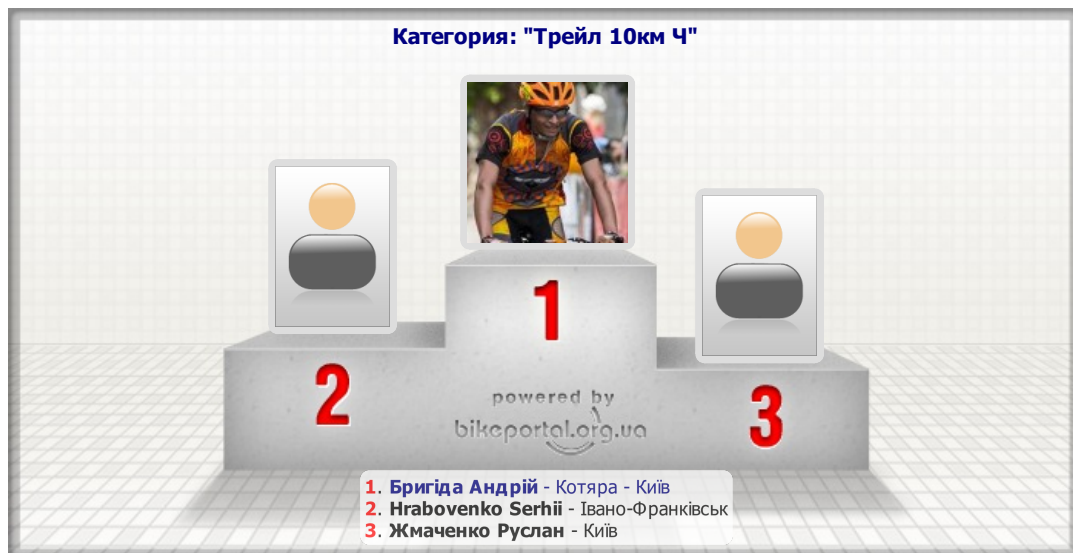 Категория: "Трейл 10км Ч"
1
2
3
powered by
bikeportal.org.ua
1. Бригіда Андрій - Котяра - Київ
2. Hrabovenko Serhii - Івано-Франківськ
3. Жмаченко Руслан - Київ